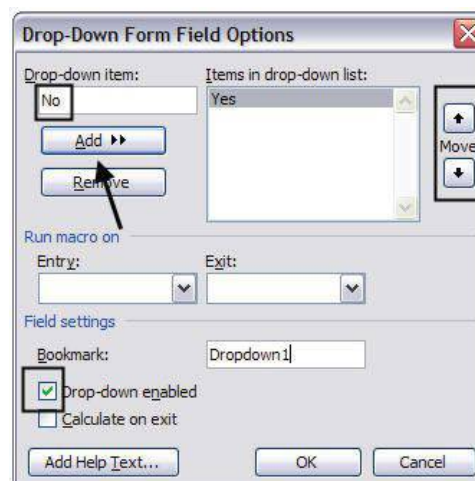 Drop-Down Form Field Options
Drop-down item:
Items in drop-down list:
No
Yes
Add
Move
Remove
Run macro on
Entry:
Exit:
Field settings
Bookmark:
Dropdown1
Drop-down enabled
Calculate on exit
Add Help Text...
OK
Cancel